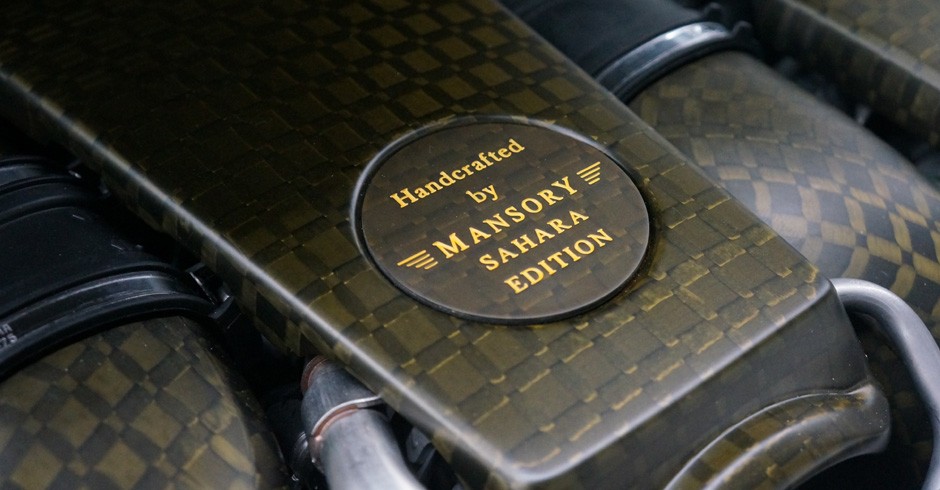 Handcrafted
by
MANSORY
SAHARA
EDITION